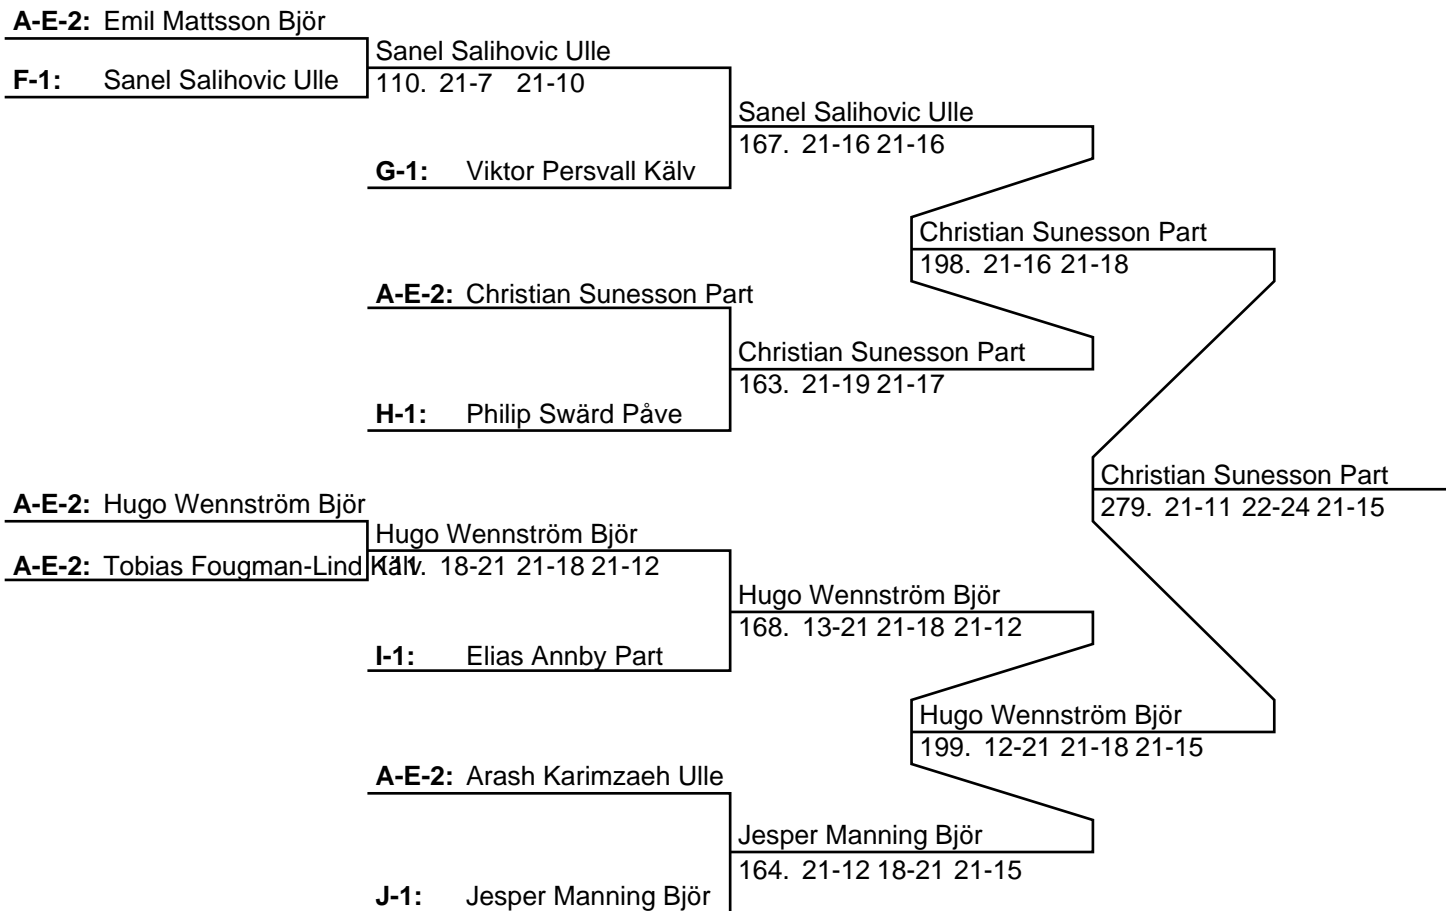 A-E-2: Emil Mattsson Björ
Sanel Salihovic Ulle
F-1: Sanel Salihovic Ulle
110. 21-7 21-10
Sanel Salihovic Ulle
167. 21-16 21-16
G-1: Viktor Persvall Kälv
Christian Sunesson Part
198. 21-16 21-18
A-E-2: Christian Sunesson Part
Christian Sunesson Part
163. 21-19 21-17
H-1: Philip Swärd Påve
Christian Sunesson Part
279. 21-11 22-24 21-15
A-E-2: Hugo Wennström Björ
Hugo Wennström Björ
A-E-2: Tobias Fougman-Lind Kälv
111. 18-21 21-18 21-12
Hugo Wennström Björ
168. 13-21 21-18 21-12
I-1: Elias Annby Part
Hugo Wennström Björ
199. 12-21 21-18 21-15
A-E-2: Arash Karimzaeh Ulle
Jesper Manning Björ
164. 21-12 18-21 21-15
J-1: Jesper Manning Björ